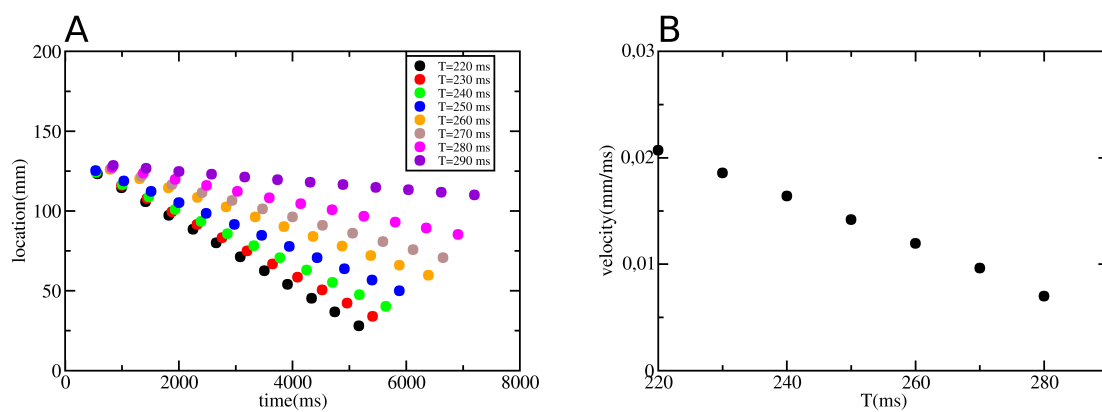 A
B
200
150
100
50
0
location(mm)
0
2000
4000
6000
8000
time(ms)
T=220 ms
T=230 ms
T=240 ms
T=250 ms
T=260 ms
T=270 ms
T=280 ms
T=290 ms
0,03
0,02
0,01
0
velocity(mm/ms)
220
240
260
280
T(ms)